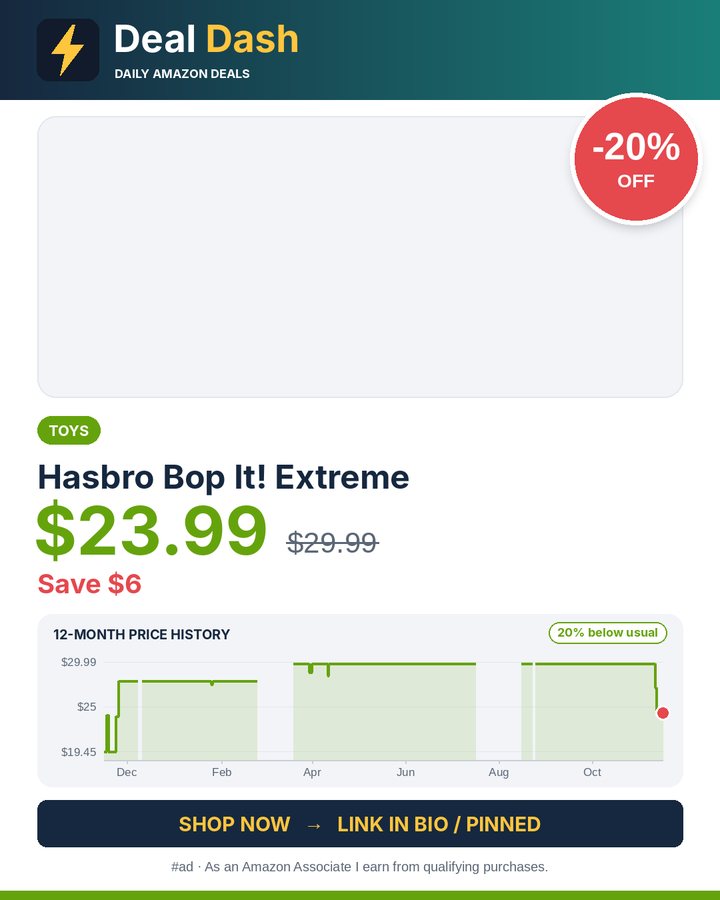 Deal Dash
DAILY AMAZON DEALS
-20%
OFF
TOYS
Hasbro Bop It! Extreme
$23.99 $29.99
Save $6
12-MONTH PRICE HISTORY
20% below usual
$29.99
$25
$19.45
Dec Feb Apr Jun Aug Oct
SHOP NOW → LINK IN BIO / PINNED
#ad · As an Amazon Associate I earn from qualifying purchases.